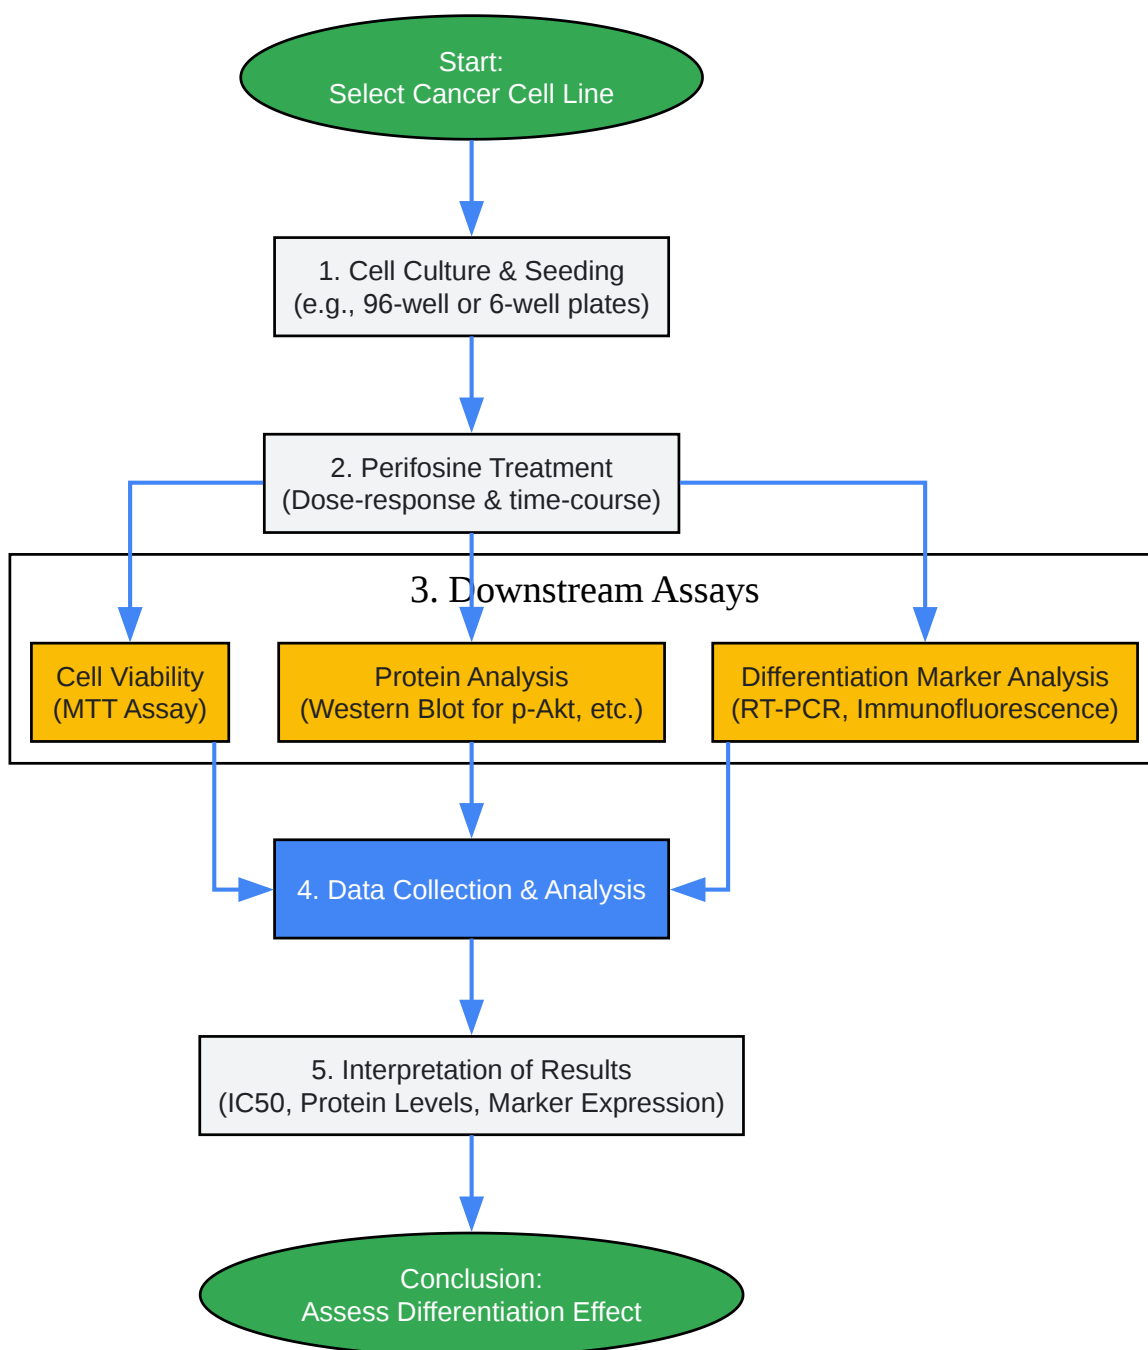 Start:
Select Cancer Cell Line
1. Cell Culture & Seeding
(e.g., 96-well or 6-well plates)
2. Perifosine Treatment
(Dose-response & time-course)
3. Downstream Assays
Cell Viability
(MTT Assay)
Protein Analysis
(Western Blot for p-Akt, etc.)
Differentiation Marker Analysis
(RT-PCR, Immunofluorescence)
4. Data Collection & Analysis
5. Interpretation of Results
(IC50, Protein Levels, Marker Expression)
Conclusion:
Assess Differentiation Effect